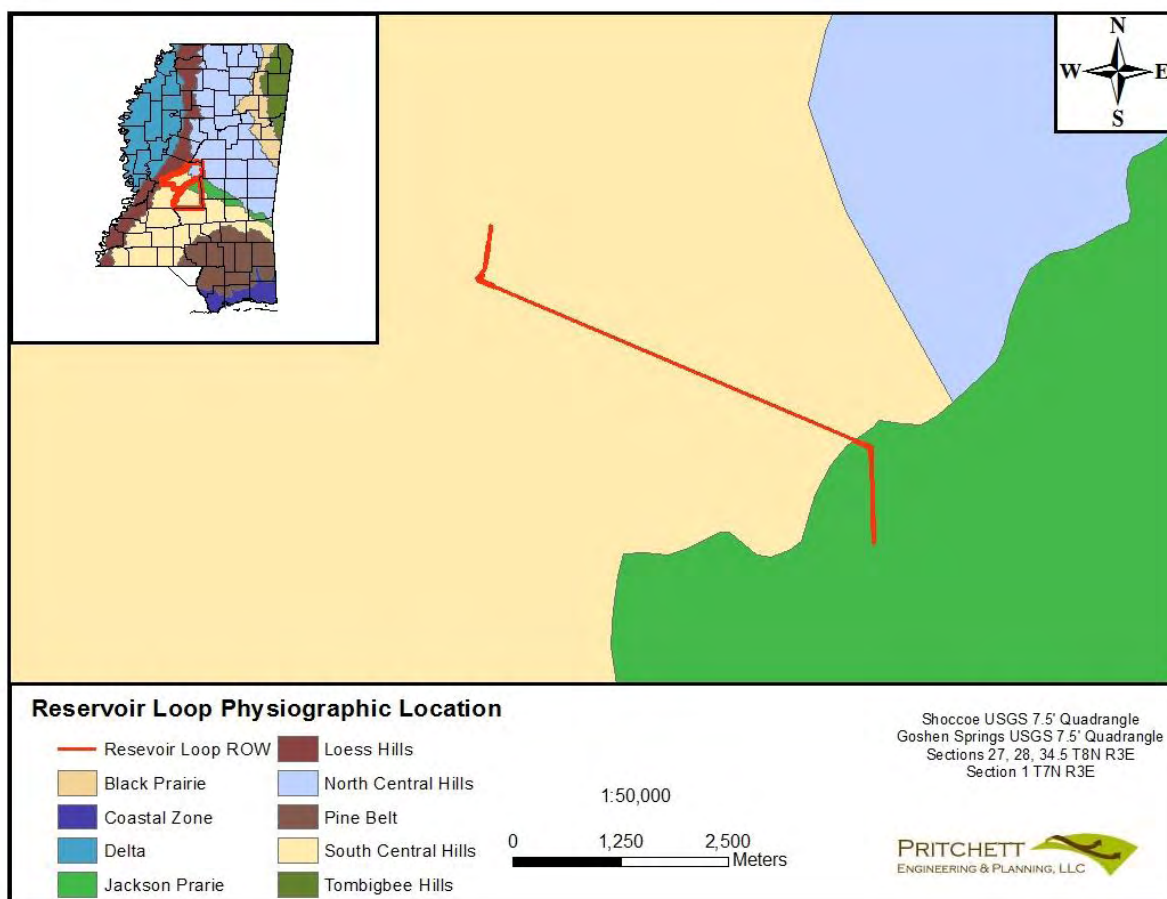 N
W E
S
Reservoir Loop Physiographic Location
Resevoir Loop ROW
Black Prairie
Coastal Zone
Delta
Jackson Prarie
Loess Hills
North Central Hills
Pine Belt
South Central Hills
Tombigbee Hills
1:50,000
0 1,250 2,500
Meters
Shoccoe USGS 7.5' Quadrangle
Goshen Springs USGS 7.5' Quadrangle
Sections 27, 28, 34.5 T8N R3E
Section 1 T7N R3E
PRITCHETT
ENGINEERING & PLANNING, LLC